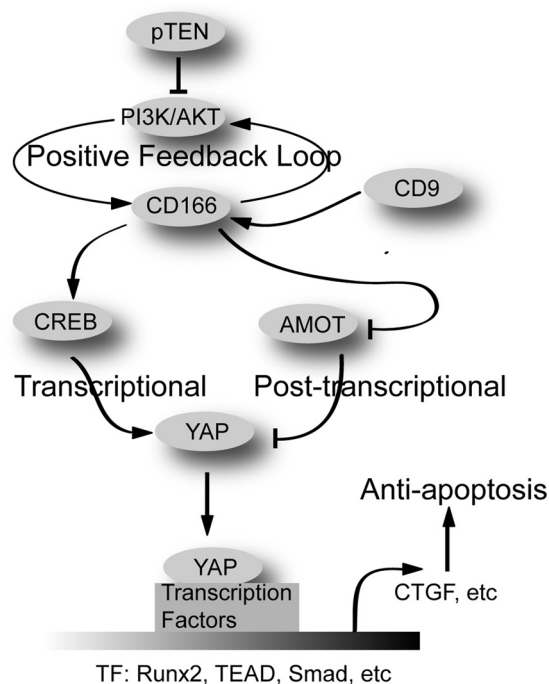 pTEN
PI3K/AKT
Positive Feedback Loop
CD9
CD166
CREB
AMOT
Transcriptional
Post-transcriptional
YAP
Anti-apoptosis
YAP
CTGF, etc
Transcription
Factors
TF: Runx2, TEAD, Smad, etc